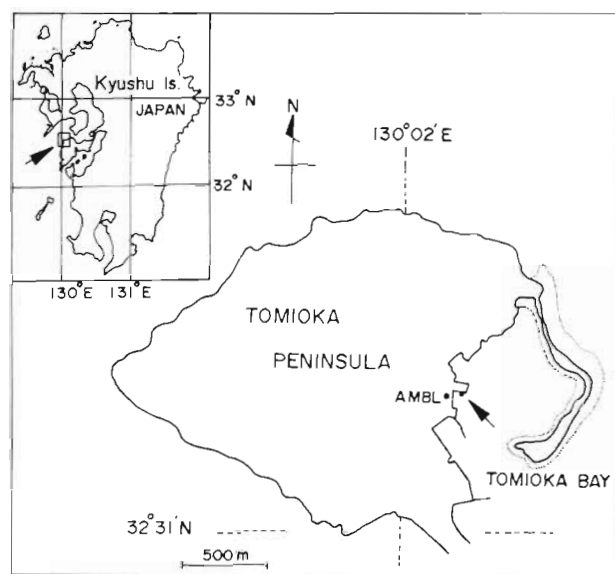 Kyushu Is.
JAPAN
33°N
32°N
130°E 131°E
N
130°02'E
TOMIOKA
PENINSULA
AMBL
TOMIOKA BAY
32°31'N
500 m